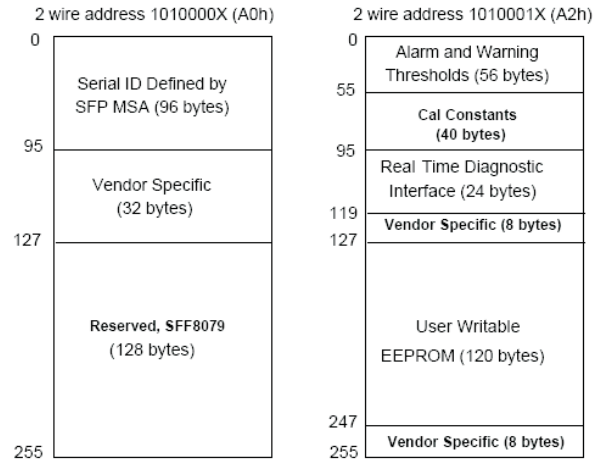 2 wire address 1010000X (A0h)
0
Serial ID Defined by
SFP MSA (96 bytes)
95
Vendor Specific
(32 bytes)
127
Reserved, SFF8079
(128 bytes)
255
2 wire address 1010001X (A2h)
0
Alarm and Warning
Thresholds (56 bytes)
55
Cal Constants
(40 bytes)
95
Real Time Diagnostic
Interface (24 bytes)
119
Vendor Specific (8 bytes)
127
User Writable
EEPROM (120 bytes)
247
Vendor Specific (8 bytes)
255